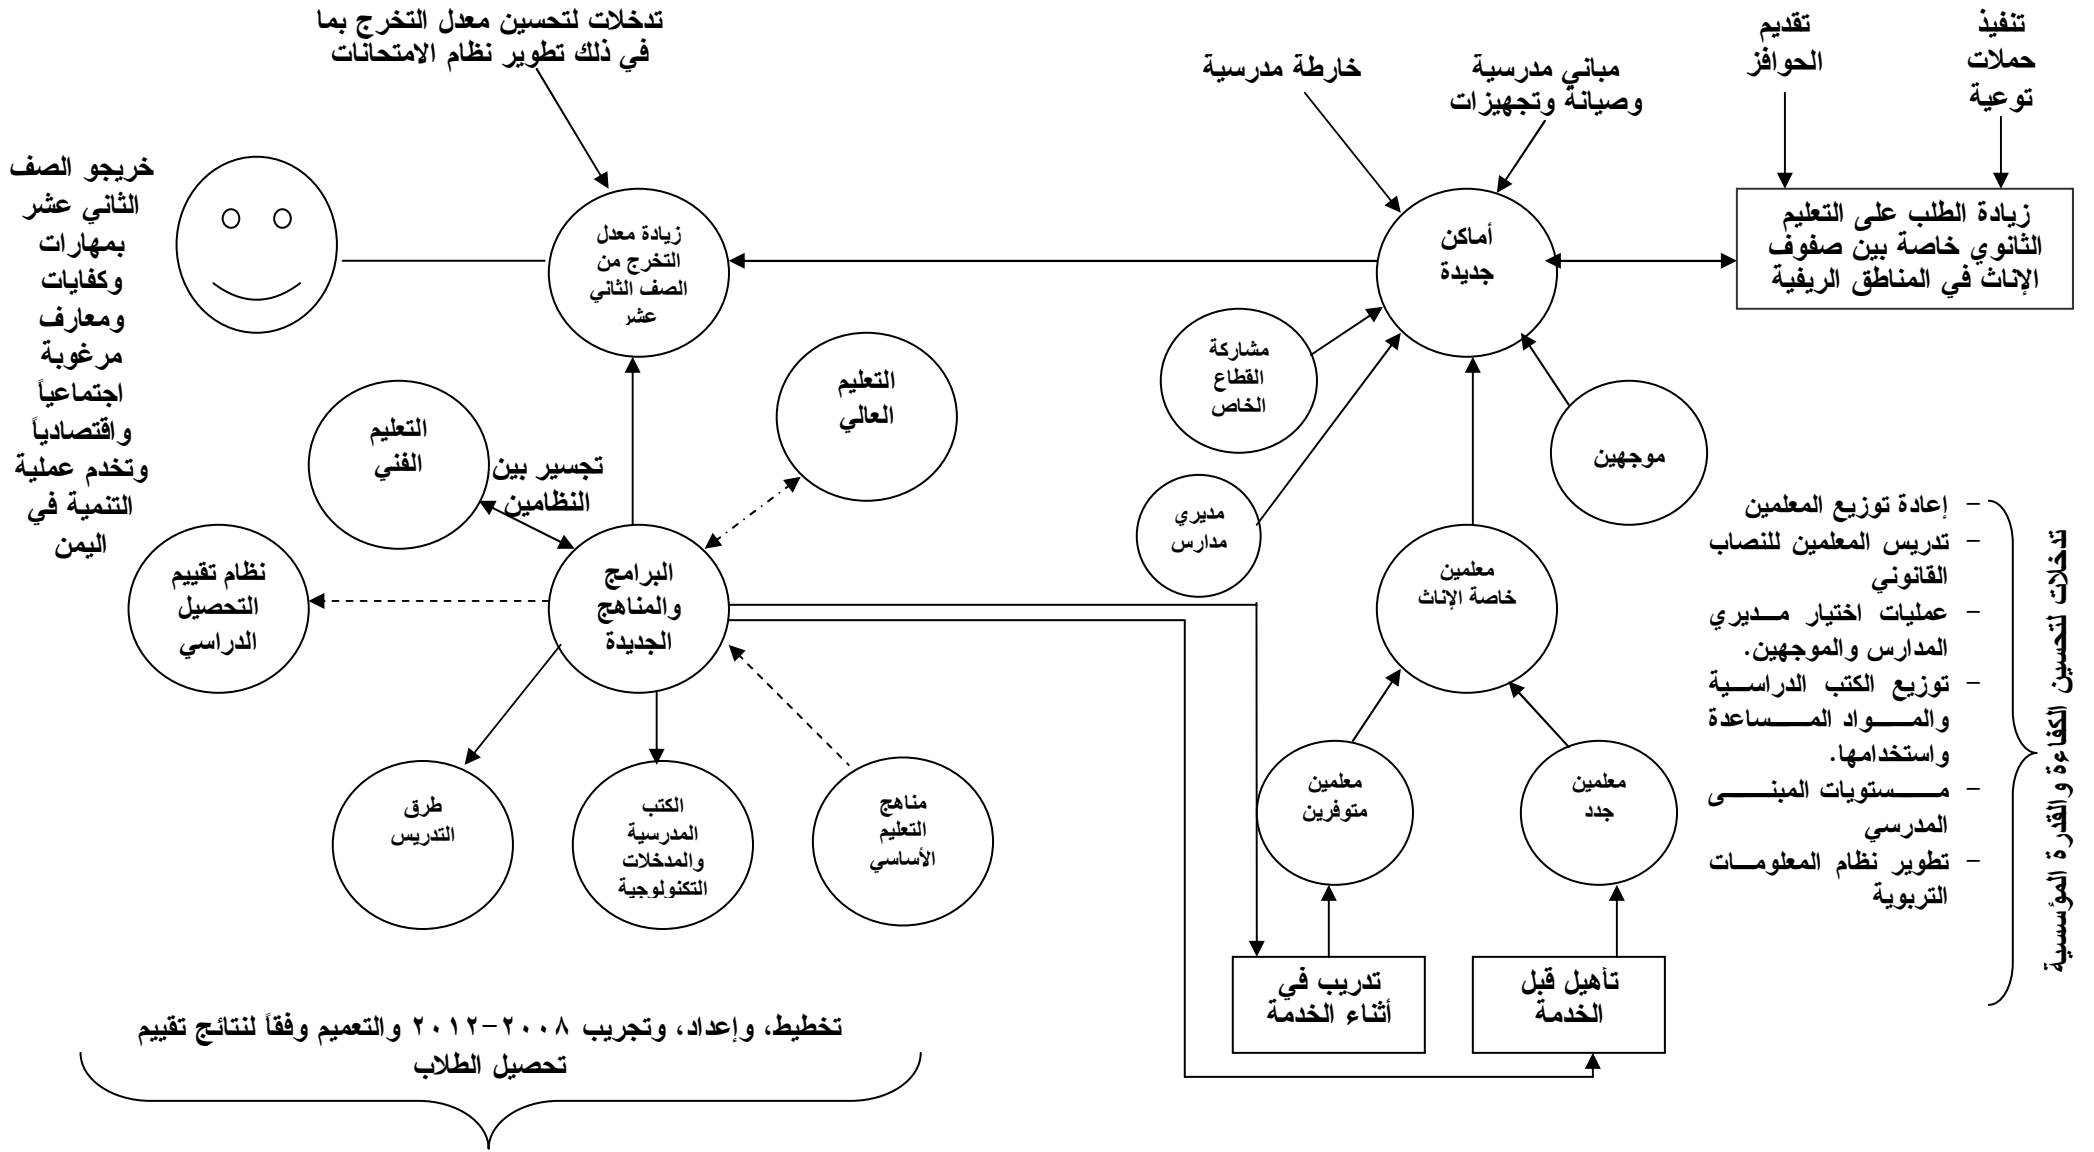 تدخلات لتحسين معدل التخرج بما
في ذلك تطوير نظام الامتحانات
خارطة مدرسية
مباني مدرسية
وصيانة وتجهيزات
تقديم
الحوافز
تنفيذ
حملات
توعية
زيادة الطلب على التعليم
الثانوي خاصة بين صفوف
الإناث في المناطق الريفية
أماكن
جديدة
زيادة معدل
التخرج من
الصف الثاني
عشر
خريجو الصف
الثاني عشر
بمهارات
وكفايات
ومعارف
مرغوبة
اجتماعياً
واقتصادياً
وتخدم عملية
التنمية في
اليمن
مشاركة
القطاع
الخاص
موجهين
مديري
مدارس
معلمين
خاصة الإناث
معلمين
متوفرين
معلمين
جدد
تدريب في
أثناء الخدمة
تأهيل قبل
الخدمة
التعليم
العالي
التعليم
الفني
تجسير بين
النظامين
البرامج
والمناهج
الجديدة
نظام تقييم
التحصيل
الدراسي
طرق
التدريس
الكتب
المدرسية
والمدخلات
التكنولوجية
مناهج
التعليم
الأساسي
- إعادة توزيع المعلمين
- تدريس المعلمين للنصاب
القانوني
- عمليات اختيار مـديري
المدارس والموجهين.
- توزيع الكتب الدراسـية
والمـــواد المـــساعدة
واستخدامها.
- مـــستويات المبنـــى
المدرسي
- تطوير نظام المعلومـات
التربوية
تدخلات لتحسين الكفاءة والقدرة المؤسسية
تخطيط، وإعداد، وتجريب ٢٠٠٨-٢٠١٢ والتعميم وفقاً لنتائج تقييم
تحصيل الطلاب